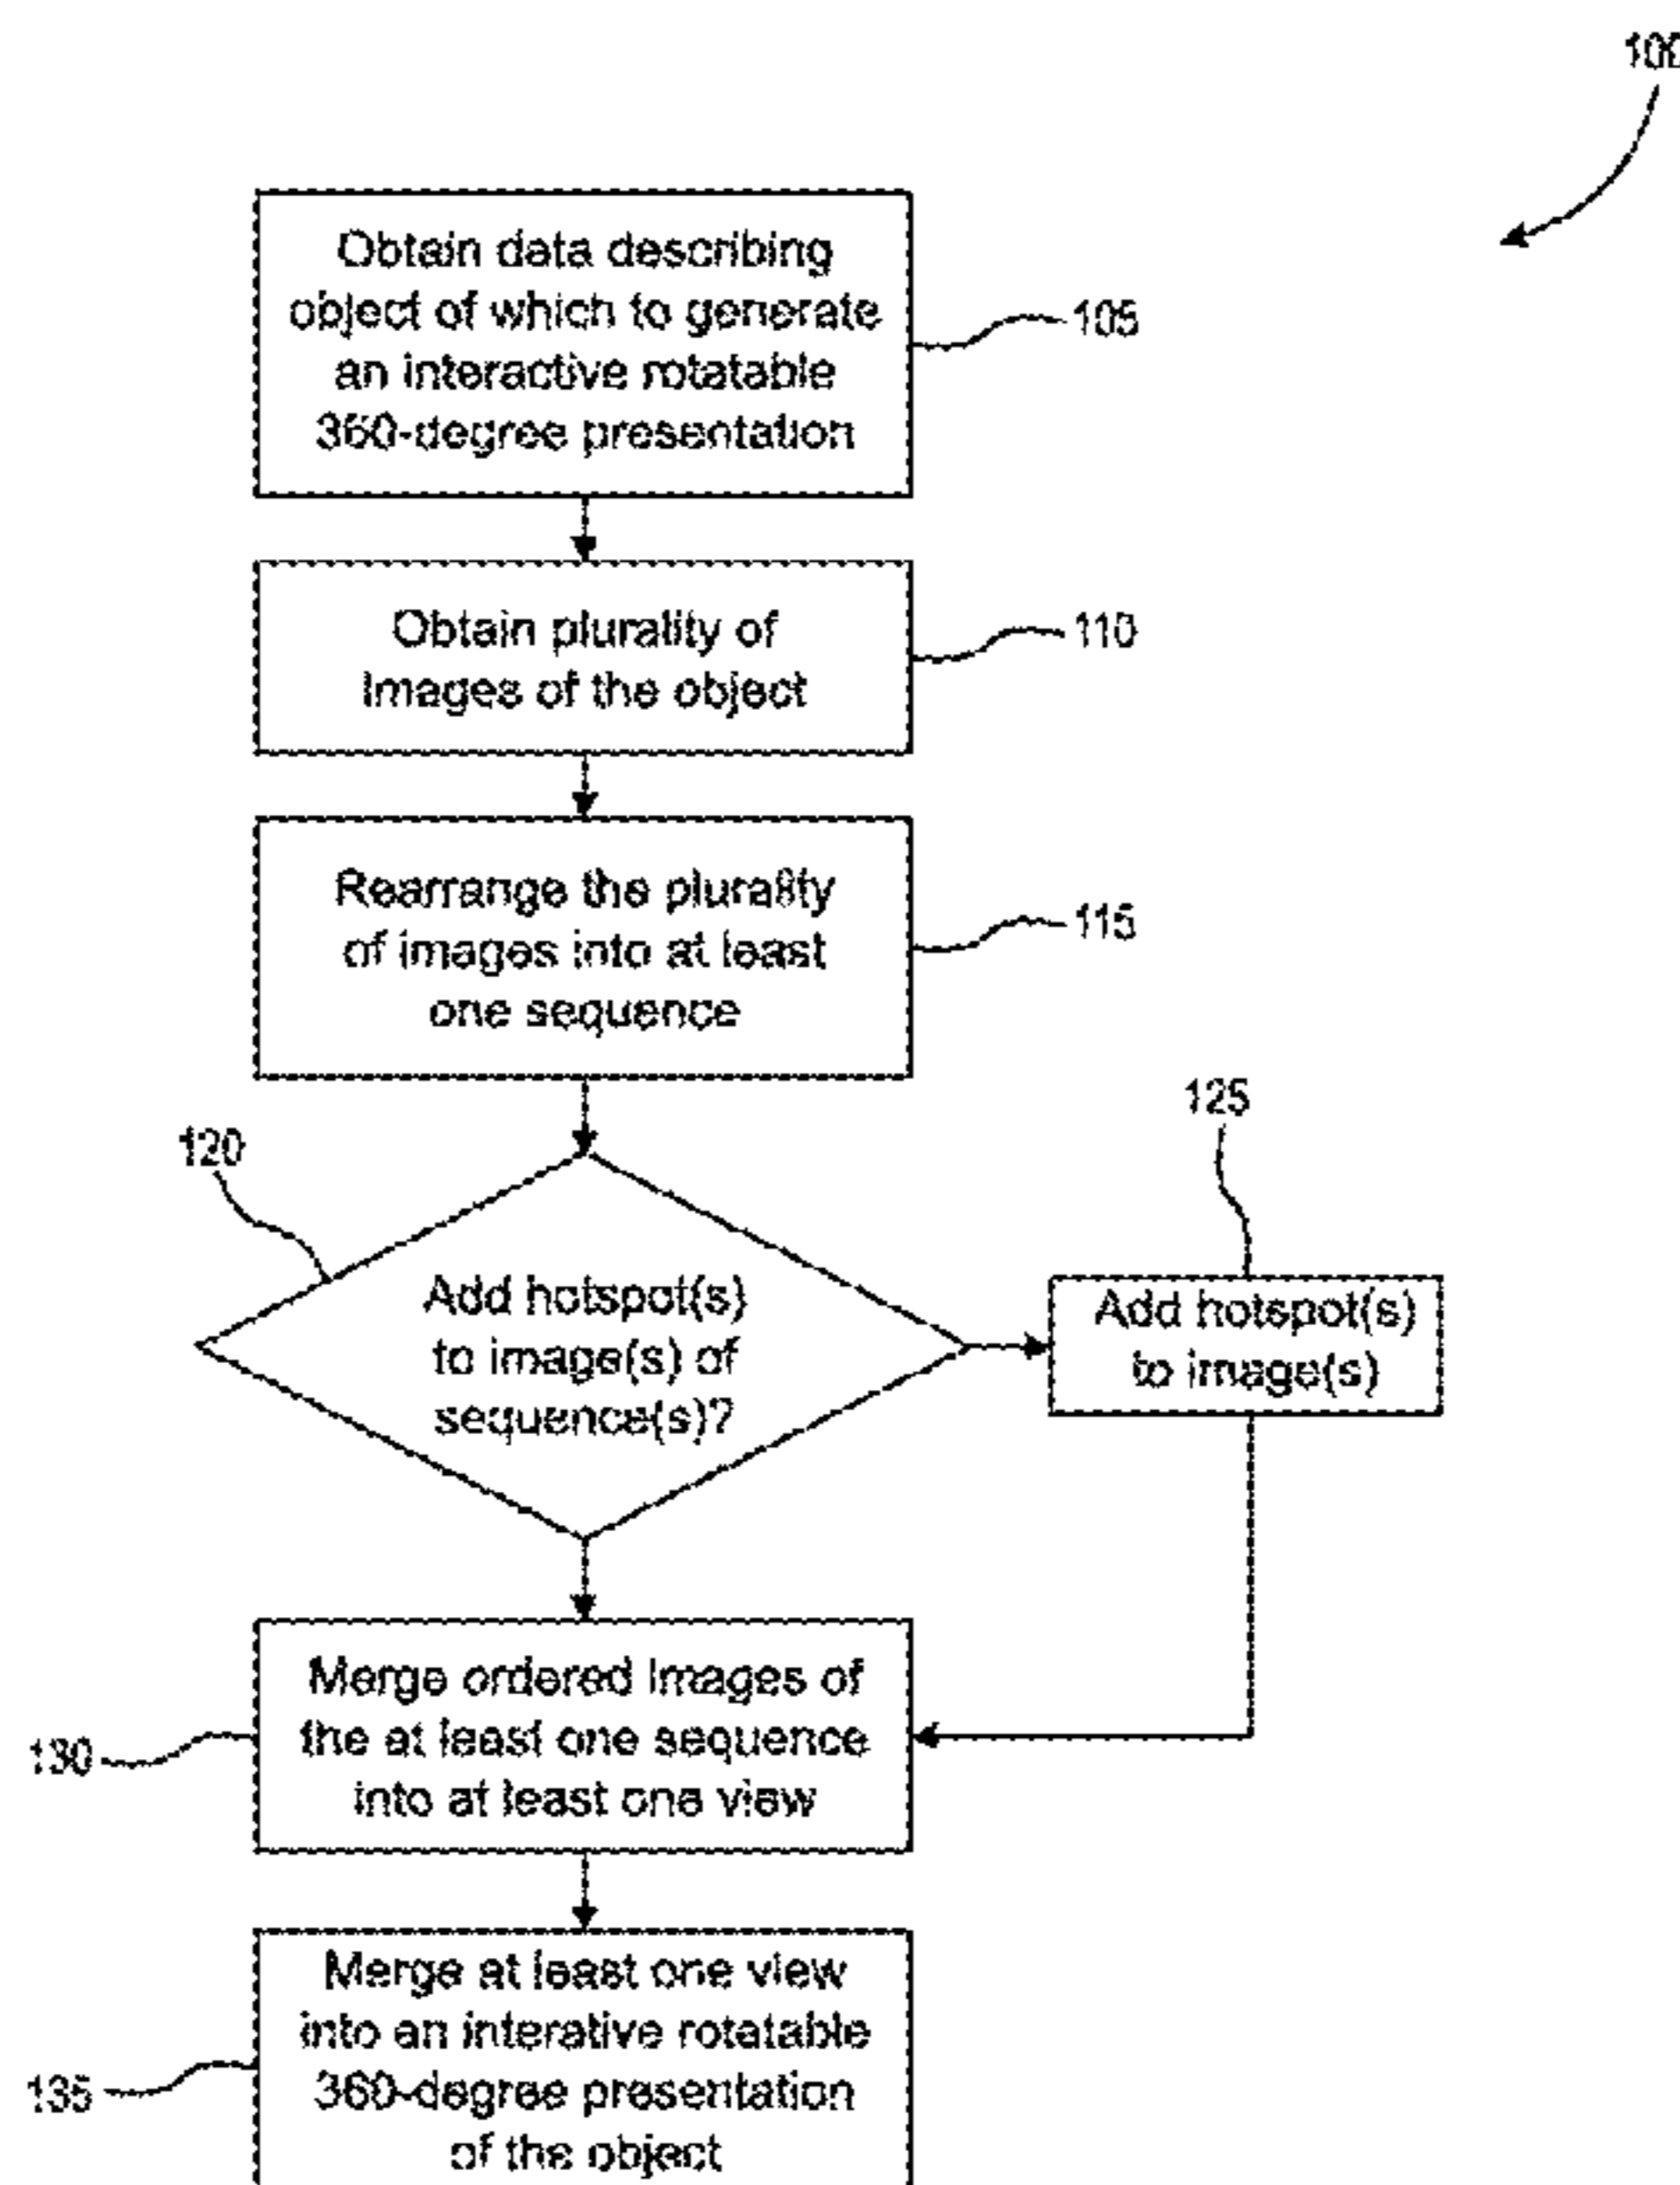 100
Obtain data describing
object of which to generate
an interactive rotatable
360-degree presentation
105
Obtain plurality of
images of the object
110
Rearrange the plurality
of images into at least
one sequence
115
120
Add hotspot(s)
to image(s) of
sequence(s)?
125
Add hotspot(s)
to image(s)
Merge ordered images of
the at least one sequence
into at least one view
130
Merge at least one view
into an interative rotatable
360-degree presentation
of the object
135